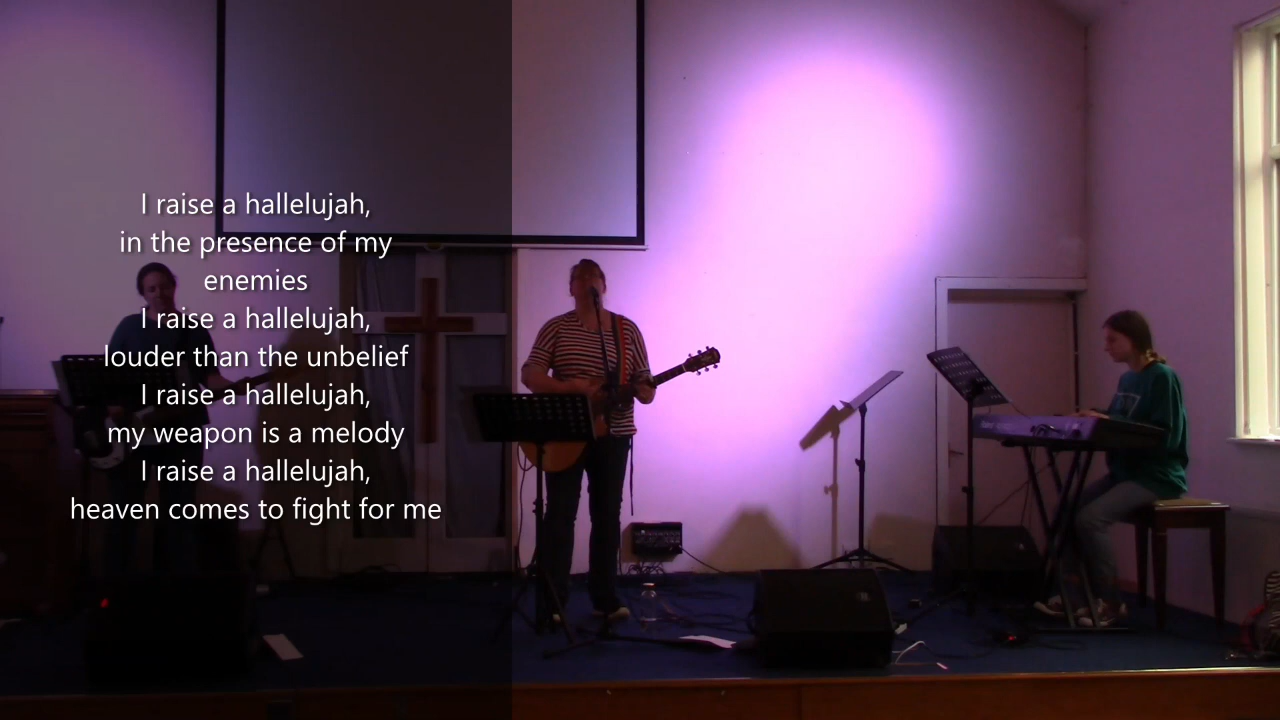 I raise a hallelujah,
in the presence of my
enemies
I raise a hallelujah,
louder than the unbelief
I raise a hallelujah,
my weapon is a melody
I raise a hallelujah,
heaven comes to fight for me